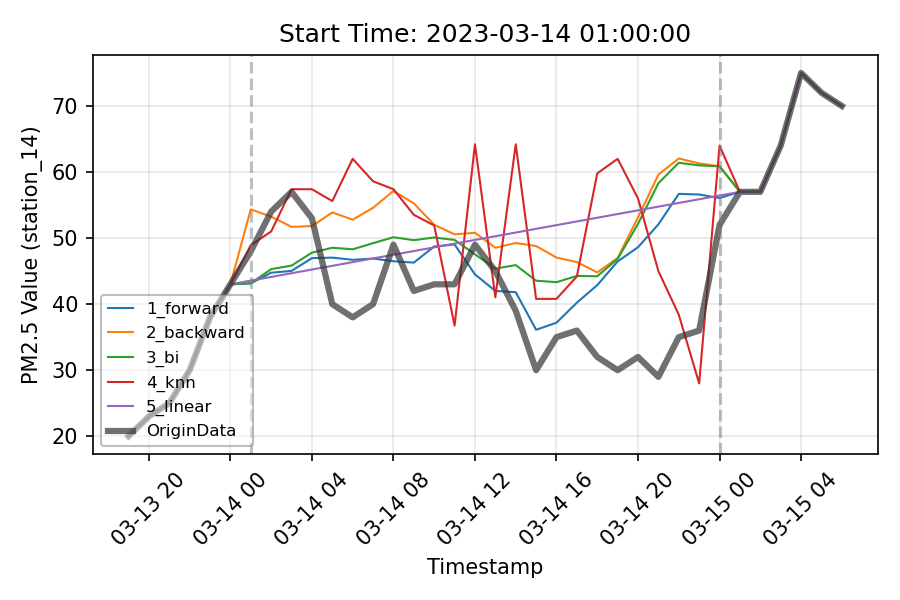 Start Time: 2023-03-14 01:00:00
PM2.5 Value (station_14)
70
60
50
40
30
20
1_forward
2_backward
3_bi
4_knn
5_linear
OriginData
03-13 20
03-14 00
03-14 04
03-14 08
03-14 12
03-14 16
03-14 20
03-15 00
03-15 04
Timestamp